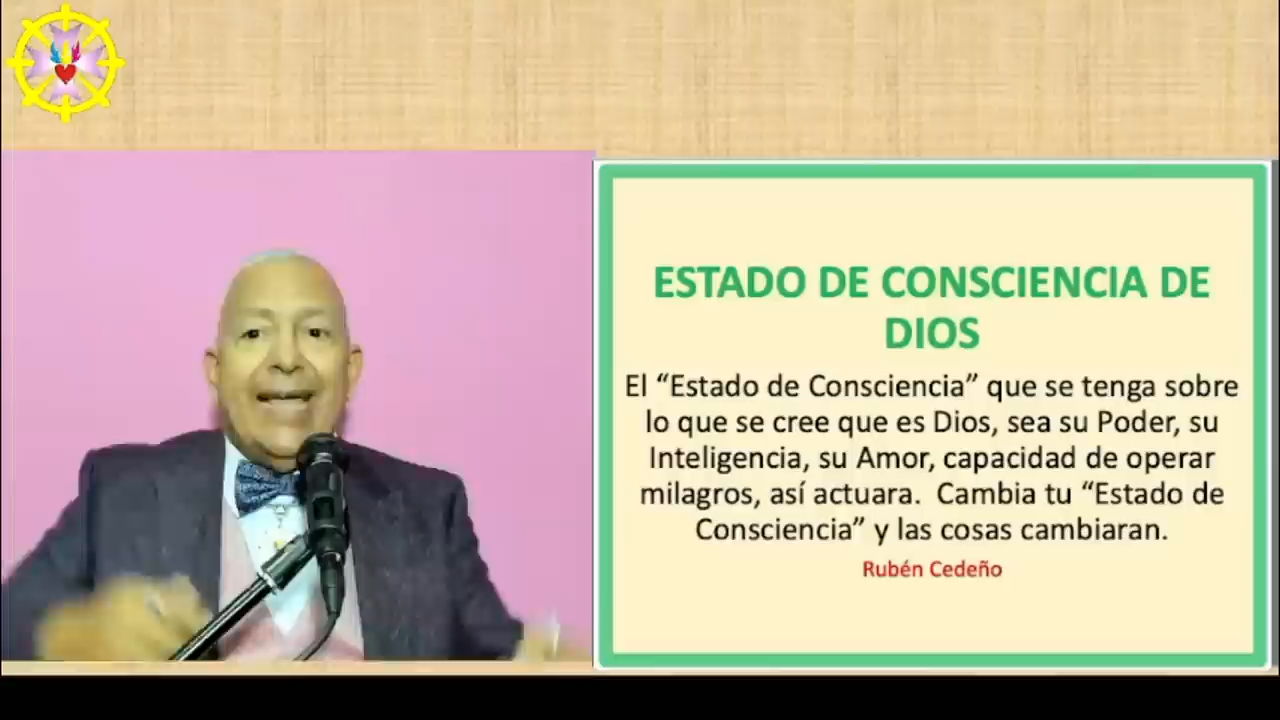 ESTADO DE CONSCIENCIA DE
DIOS
El “Estado de Consciencia” que se tenga sobre
lo que se cree que es Dios, sea su Poder, su
Inteligencia, su Amor, capacidad de operar
milagros, así actuara. Cambia tu “Estado de
Consciencia” y las cosas cambiaran.
Rubén Cedeño